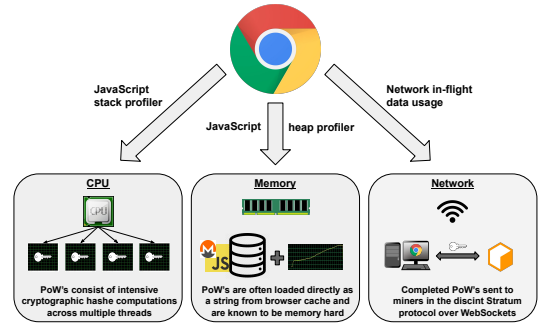 JavaScript
stack profiler
Network in-flight
data usage
JavaScript heap profiler
CPU
Memory
Network
CPU
JS
PoW's consist of intensive
cryptographic hashe computations
across multiple threads
PoW's are often loaded directly as
a string from browser cache and
are known to be memory hard
Completed PoW's sent to
miners in the discint Stratum
protocol over WebSockets